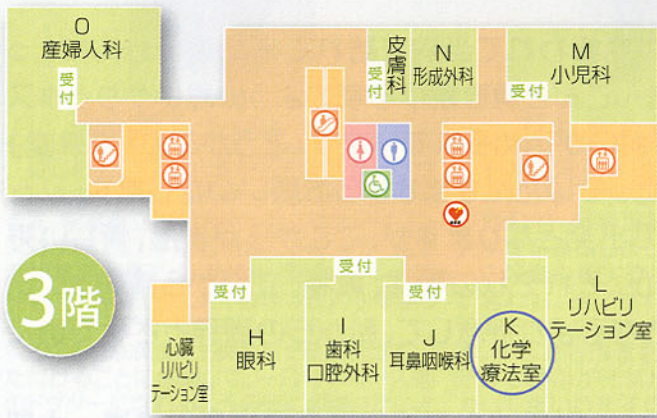 O
産婦人科
受付
皮膚科
受付
N
形成外科
M
小児科
受付
3階
心臓
リハビリ
テーション室
受付
H
眼科
受付
I
歯科
口腔外科
受付
J
耳鼻咽喉科
K
化学
療法室
L
リハビリ
テーション室